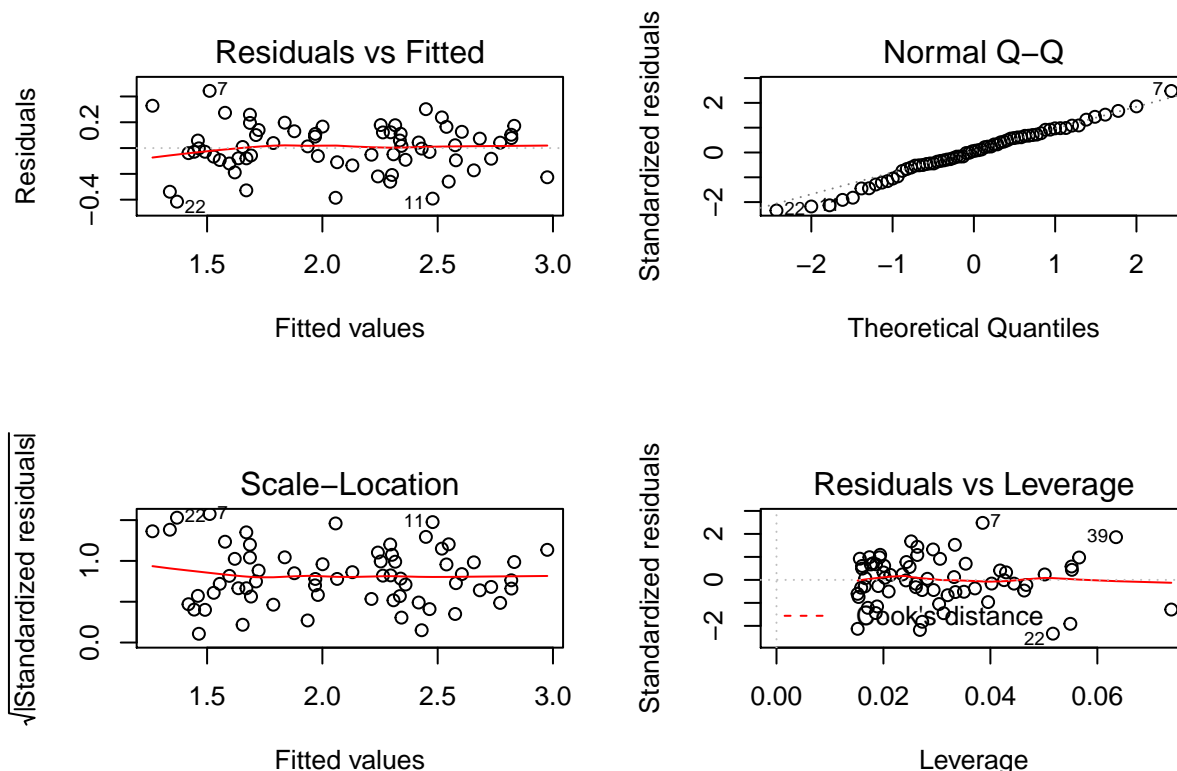 Residuals vs Fitted
Residuals
0.2
−0.4
7
22
11
1.5 2.0 2.5 3.0
Fitted values
Normal Q−Q
Standardized residuals
2
0
−2
7
22
−2 −1 0 1 2
Theoretical Quantiles
Scale−Location
√|Standardized residuals|
1.0
0.0
22
7
11
1.5 2.0 2.5 3.0
Fitted values
Residuals vs Leverage
Standardized residuals
2
0
−2
7
39
22
Cook's distance
0.00 0.02 0.04 0.06
Leverage